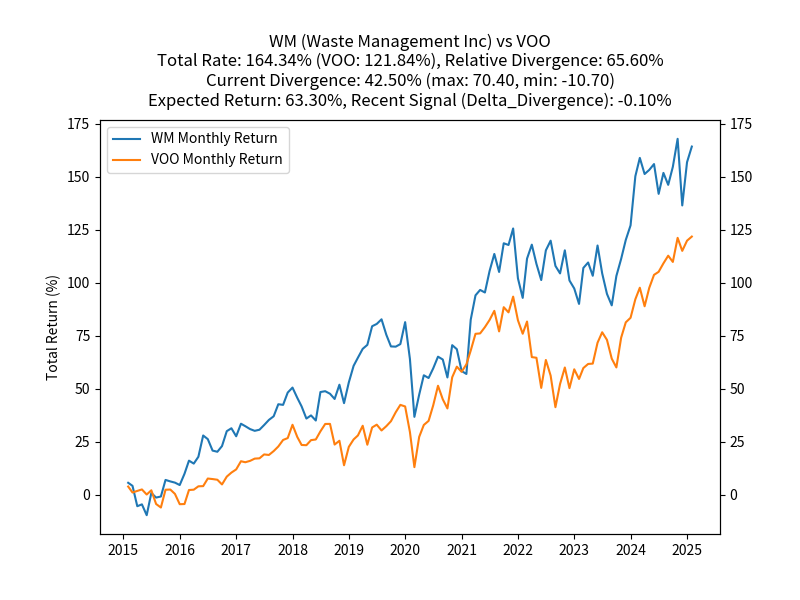 WM (Waste Management Inc) vs VOO
Total Rate: 164.34% (VOO: 121.84%), Relative Divergence: 65.60%
Current Divergence: 42.50% (max: 70.40, min: -10.70)
Expected Return: 63.30%, Recent Signal (Delta_Divergence): -0.10%
WM Monthly Return
VOO Monthly Return
Total Return (%)
175
150
125
100
75
50
25
0
175
150
125
100
75
50
25
0
2015 2016 2017 2018 2019 2020 2021 2022 2023 2024 2025